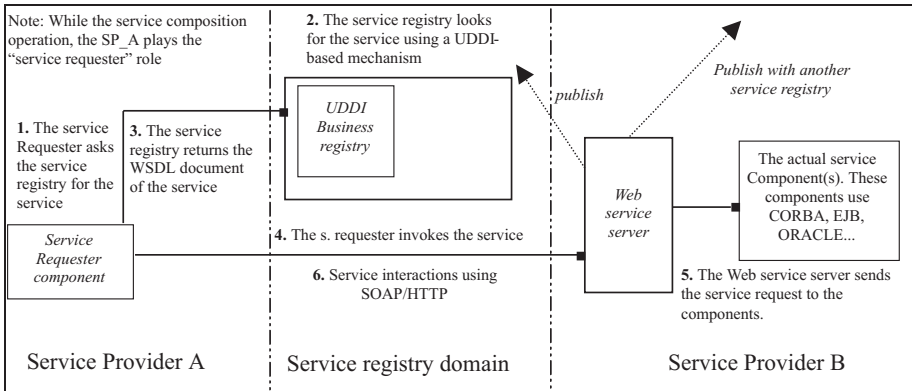 Note: While the service composition
operation, the SP_A plays the
“service requester” role
2. The service registry looks
for the service using a UDDI-
based mechanism
publish
Publish with another
service registry
UDDI
Business
registry
1. The service
Requester asks
the service
registry for the
service
3. The service
registry returns the
WSDL document
of the service
Web
service
server
The actual service
Component(s). These
components use
CORBA, EJB,
ORACLE...
Service
Requester
component
4. The s. requester invokes the service
6. Service interactions using
SOAP/HTTP
5. The Web service server sends
the service request to the
components.
Service Provider A
Service registry domain
Service Provider B